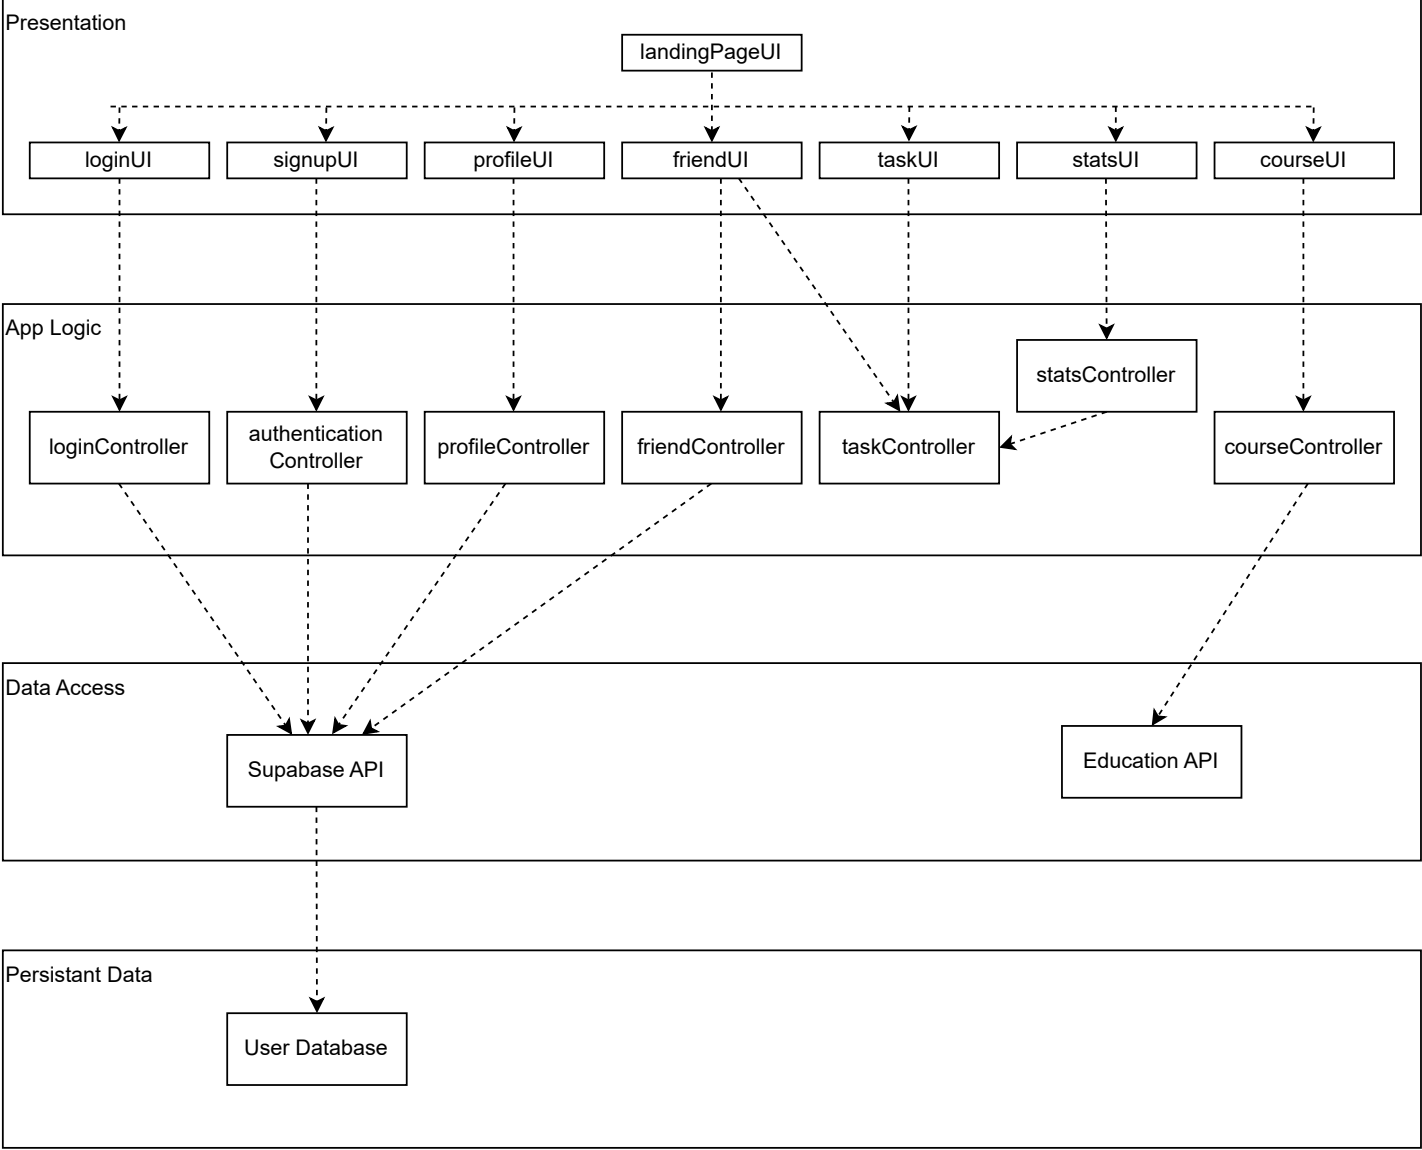 Presentation
landingPageUI
loginUI
signupUI
profileUI
friendUI
taskUI
statsUI
courseUI
App Logic
statsController
loginController
authentication
Controller
profileController
friendController
taskController
courseController
Data Access
Supabase API
Education API
Persistant Data
User Database